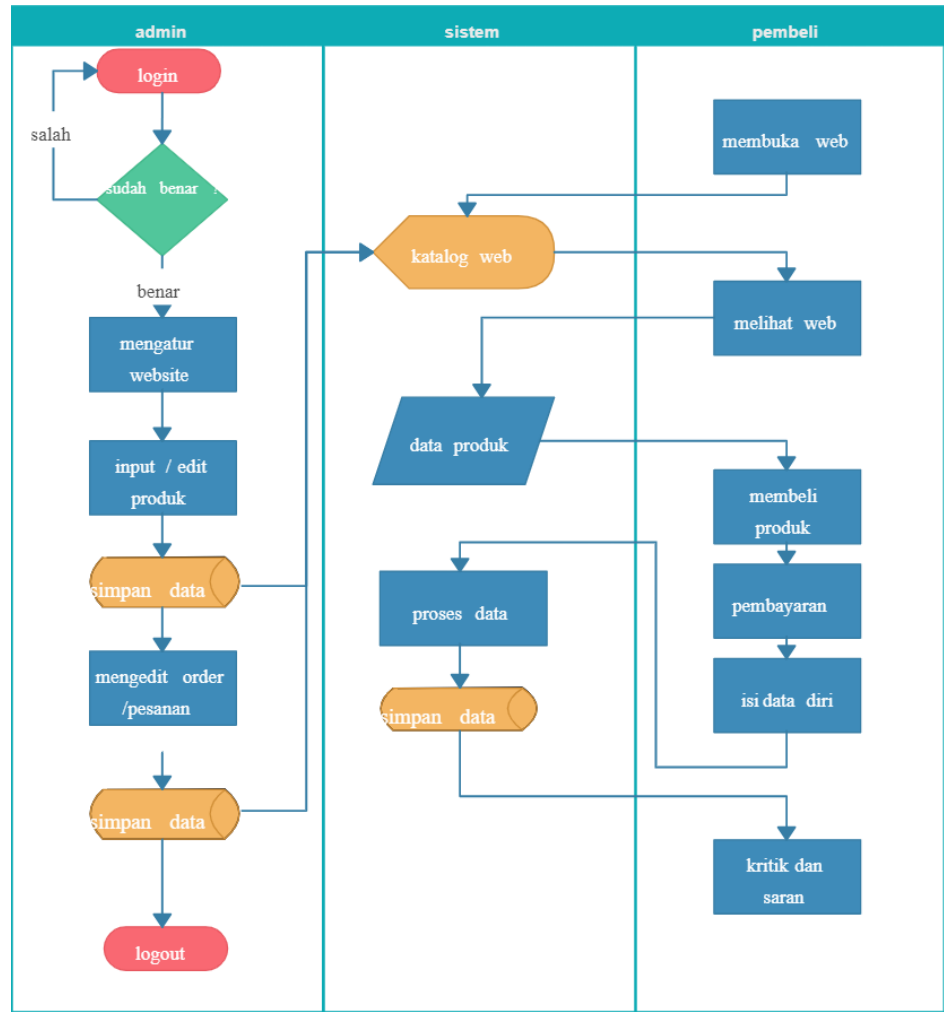 admin
sistem
pembeli
login
salah
sudah benar
benar
mengatur
website
input / edit
produk
simpan data
mengedit order
/pesanan
simpan data
logout
katalog web
data produk
proses data
simpan data
membuka web
melihat web
membeli
produk
pembayaran
isi data diri
kritik dan
saran